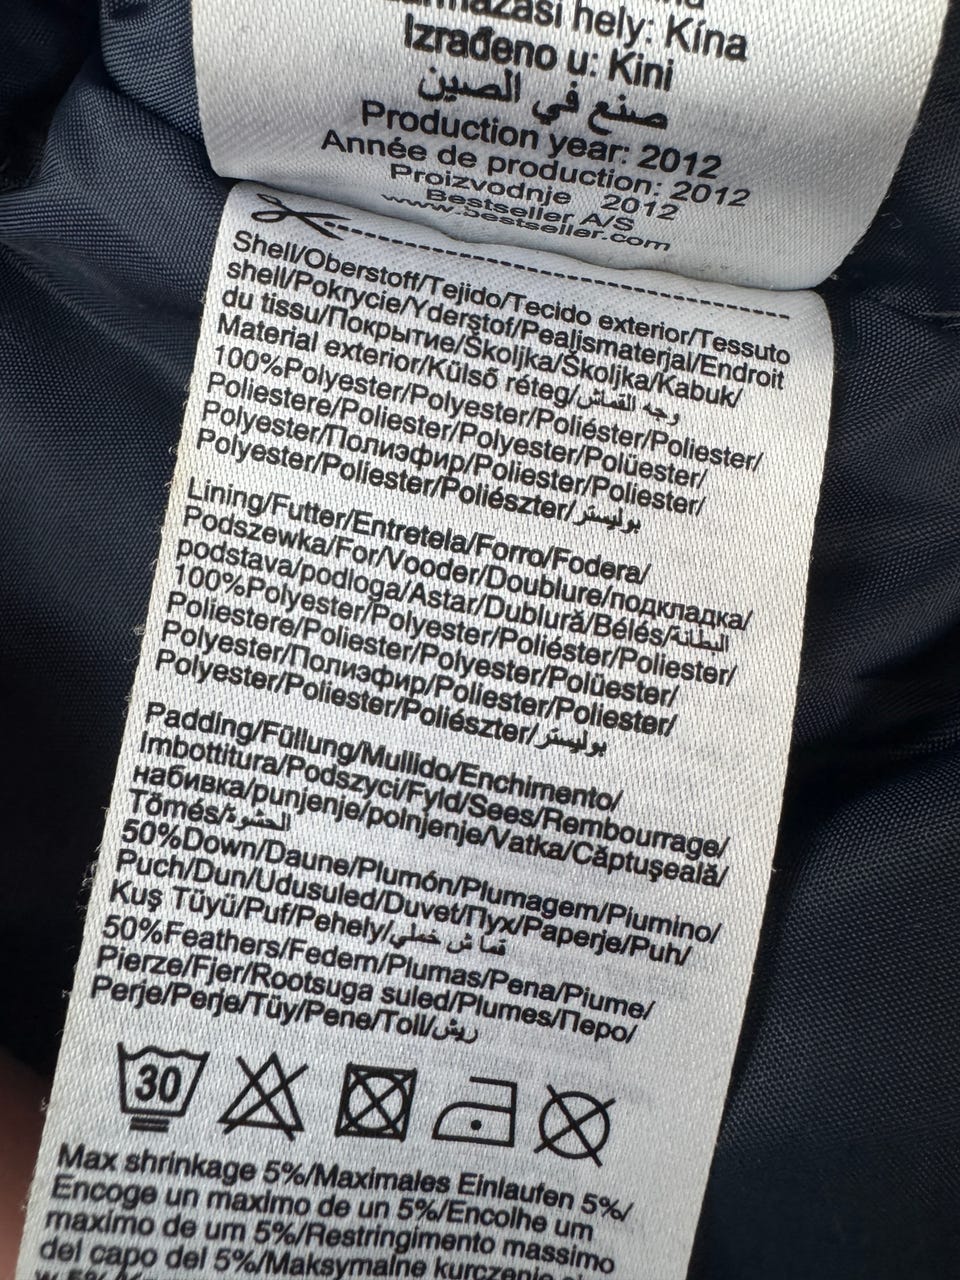 hely: Kína
Izrađeno u: Kini
صنع في الصين
Production year: 2012
Année de production: 2012
Proizvodnje 2012
Bestseller A/S
www.bestseller.com
Shell/Oberstoff/Tejido/Tecido exterior/Tessuto
shell/Pokrycie/Yderstof/Pealjsmaterjal/Endroit
du tissu/Покрытие/Školjka/Školjka/Kabuk/
Material exterior/Külső réteg/وجه القماش
100%Polyester/Polyester/Poliéster/Poliester/
Poliestere/Poliester/Polyester/Polüester/
Polyester/Полиэфир/Poliester/Poliester/
Polyester/Poliester/Poliészter/بوليستر
Lining/Futter/Entretela/Forro/Fodera/
Podszewka/For/Vooder/Doublure/подкладка/
podstava/podloga/Astar/Dublură/Bélés/البطانة
100%Polyester/Polyester/Poliéster/Poliester/
Poliestere/Poliester/Polyester/Polüester/
Polyester/Полиэфир/Poliester/Poliester/
Polyester/Poliester/Poliészter/بوليستر
Padding/Füllung/Mullido/Enchimento/
Imbottitura/Podszyci/Fyld/Sees/Rembourrage/
набивка/punjenje/polnjenje/Vatka/Căptuşeală/
Tömés/الحشوة
50%Down/Daune/Plumón/Plumagem/Piumino/
Puch/Dun/Udusuled/Duvet/Пух/Paperje/Puh/
Kuş Tüyü/Puf/Pehely/قماش خطي
50%Feathers/Federn/Plumas/Pena/Piume/
Pierze/Fjer/Rootsuga suled/Plumes/Перо/
Perje/Perje/Tüy/Pene/Toll/ريش
30
Max shrinkage 5%/Maximales Einlaufen 5%/
Encoge un maximo de un 5%/Encolhe um
maximo de um 5%/Restringimento massimo
del capo del 5%/Maksymalne kurczenie